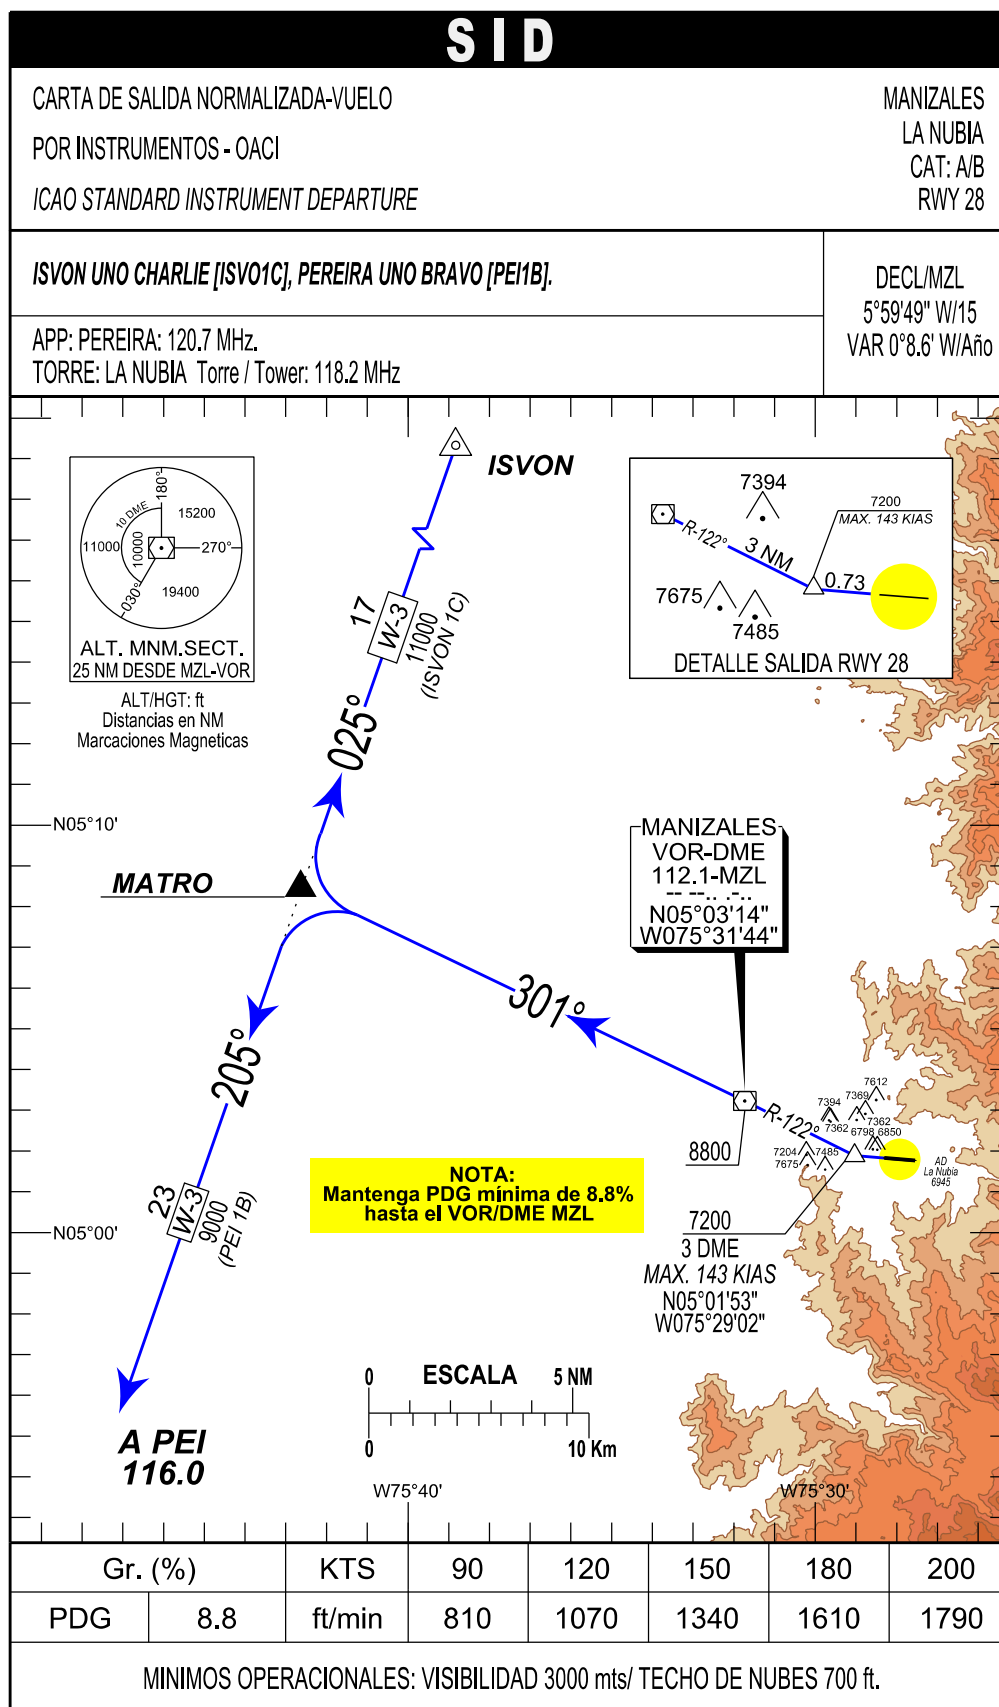 SID
CARTA DE SALIDA NORMALIZADA-VUELO
POR INSTRUMENTOS - OACI
ICAO STANDARD INSTRUMENT DEPARTURE
MANIZALES
LA NUBIA
CAT: A/B
RWY 28
ISVON UNO CHARLIE [ISVO1C], PEREIRA UNO BRAVO [PEI1B].
APP: PEREIRA: 120.7 MHz.
TORRE: LA NUBIA Torre / Tower: 118.2 MHz
DECL/MZL
5°59'49" W/15
VAR 0°8.6' W/Año
ISVON
180°
10 DME
15200
11000
10000
270°
030°
19400
ALT. MNM.SECT.
25 NM DESDE MZL-VOR
ALT/HGT: ft
Distancias en NM
Marcaciones Magneticas
7394
7200
MAX. 143 KIAS
R-122°
3 NM
0.73
7675
7485
DETALLE SALIDA RWY 28
17
W-3
11000
(ISVON 1C)
025°
N05°10'
MATRO
MANIZALES
VOR-DME
112.1-MZL
-- --.. .-..
N05°03'14"
W075°31'44"
301°
205°
R-122°
7612
7394
7369
7362
7362
6798
6850
7204
7485
7675
AD
La Nubia
6945
8800
7200
3 DME
MAX. 143 KIAS
N05°01'53"
W075°29'02"
NOTA:
Mantenga PDG mínima de 8.8%
hasta el VOR/DME MZL
23
W-3
9000
(PEI 1B)
N05°00'
A PEI
116.0
0 ESCALA 5 NM
0 10 Km
W75°40'
W75°30'
Gr. (%) KTS 90 120 150 180 200
PDG 8.8 ft/min 810 1070 1340 1610 1790
MINIMOS OPERACIONALES: VISIBILIDAD 3000 mts/ TECHO DE NUBES 700 ft.